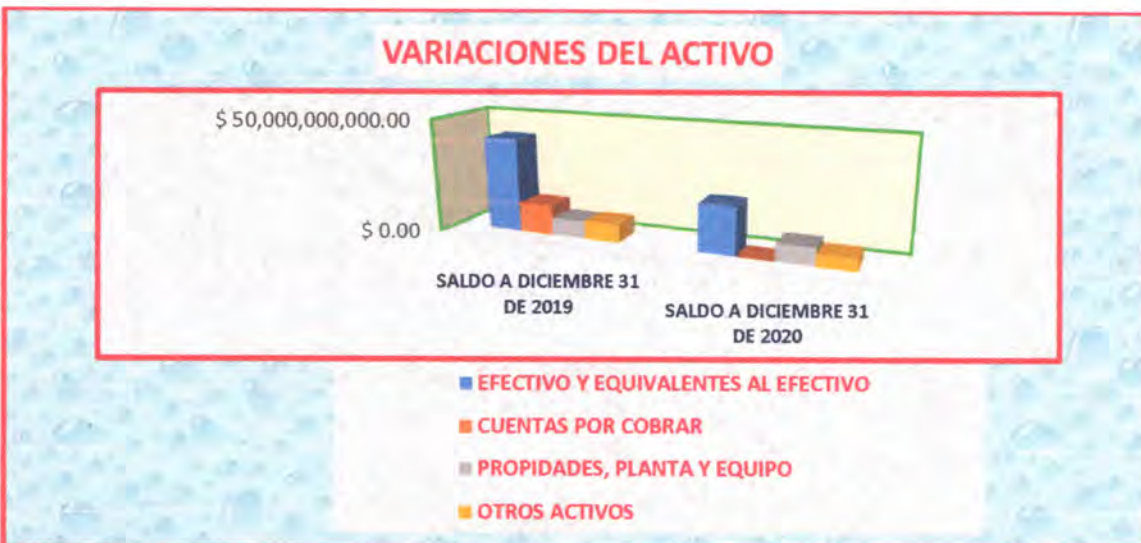 VARIACIONES DEL ACTIVO
$ 50,000,000,000.00
$ 0.00
SALDO A DICIEMBRE 31
DE 2019
SALDO A DICIEMBRE 31
DE 2020
EFECTIVO Y EQUIVALENTES AL EFECTIVO
CUENTAS POR COBRAR
PROPIDADES, PLANTA Y EQUIPO
OTROS ACTIVOS